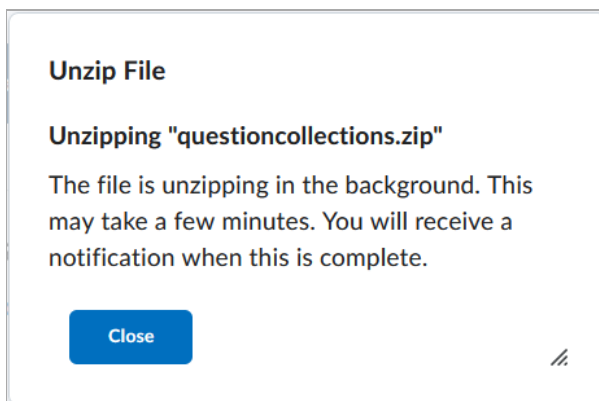 Unzip File
Unzipping "questioncollections.zip"
The file is unzipping in the background. This
may take a few minutes. You will receive a
notification when this is complete.
Close